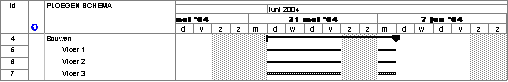 Id PLOEGEN SCHEMA
juni 2004
mei '04 31 mei '04 7 jun '04
d v z z m d w d v z z m d w d v z z
4 Bouwen
5 Vloer 1
6 Vloer 2
7 Vloer 3